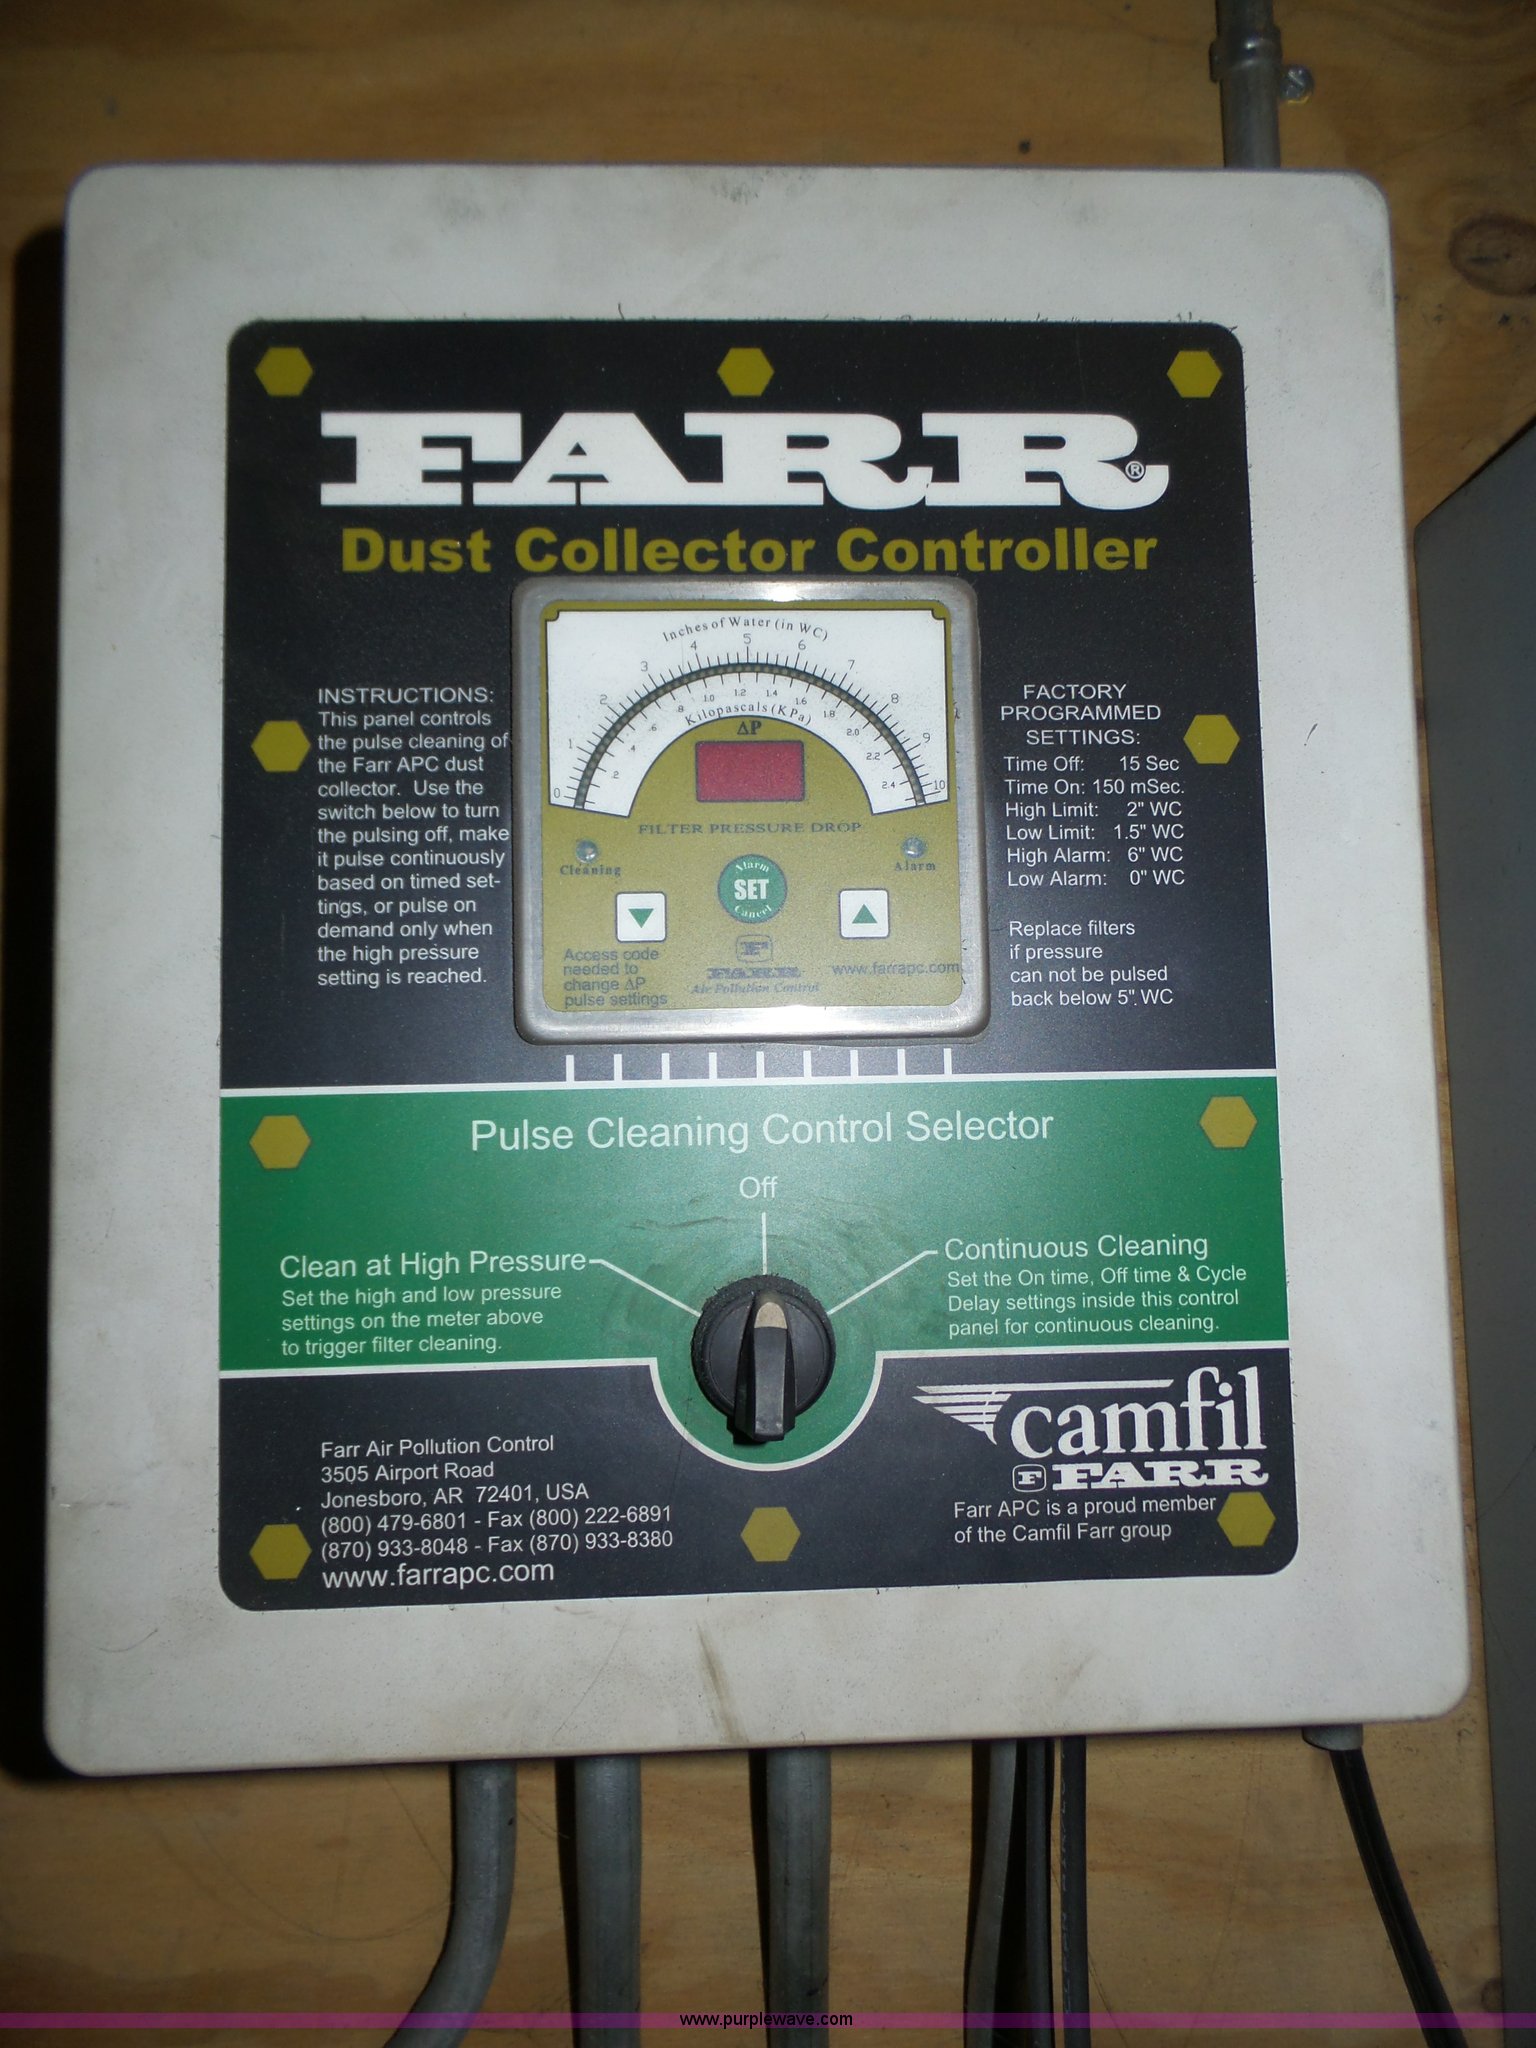 FARR®
Dust Collector Controller
INSTRUCTIONS:
This panel controls
the pulse cleaning of
the Farr APC dust
collector. Use the
switch below to turn
the pulsing off, make
it pulse continuously
based on timed set-
tings, or pulse on
demand only when
the high pressure
setting is reached.
Inches of Water (in WC)
0 1 2 3 4 5 6 7 8 9 10
.2 .4 .6 .8 1.0 1.2 1.4 1.6 1.8 2.0 2.2 2.4
Kilopascals (KPa)
ΔP
FILTER PRESSURE DROP
Cleaning
Alarm
Alarm
SET
Cancel
Access code
needed to
change ΔP
pulse settings
F
FARR
Air Pollution Control
www.farrapc.com
FACTORY
PROGRAMMED
SETTINGS:
Time Off: 15 Sec
Time On: 150 mSec.
High Limit: 2" WC
Low Limit: 1.5" WC
High Alarm: 6" WC
Low Alarm: 0" WC
Replace filters
if pressure
can not be pulsed
back below 5". WC
Pulse Cleaning Control Selector
Off
Clean at High Pressure
Set the high and low pressure
settings on the meter above
to trigger filter cleaning.
Continuous Cleaning
Set the On time, Off time & Cycle
Delay settings inside this control
panel for continuous cleaning.
Farr Air Pollution Control
3505 Airport Road
Jonesboro, AR 72401, USA
(800) 479-6801 - Fax (800) 222-6891
(870) 933-8048 - Fax (870) 933-8380
www.farrapc.com
camfil
F FARR
Farr APC is a proud member
of the Camfil Farr group
www.purplewave.com